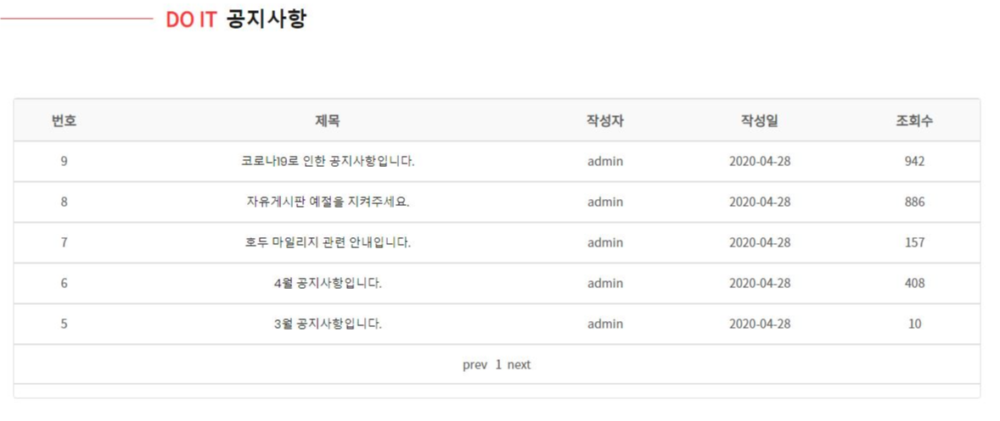 DO IT 공지사항
번호 제목 작성자 작성일 조회수
9 코로나19로 인한 공지사항입니다. admin 2020-04-28 942
8 자유게시판 예절을 지켜주세요. admin 2020-04-28 886
7 호두 마일리지 관련 안내입니다. admin 2020-04-28 157
6 4월 공지사항입니다. admin 2020-04-28 408
5 3월 공지사항입니다. admin 2020-04-28 10
prev 1 next